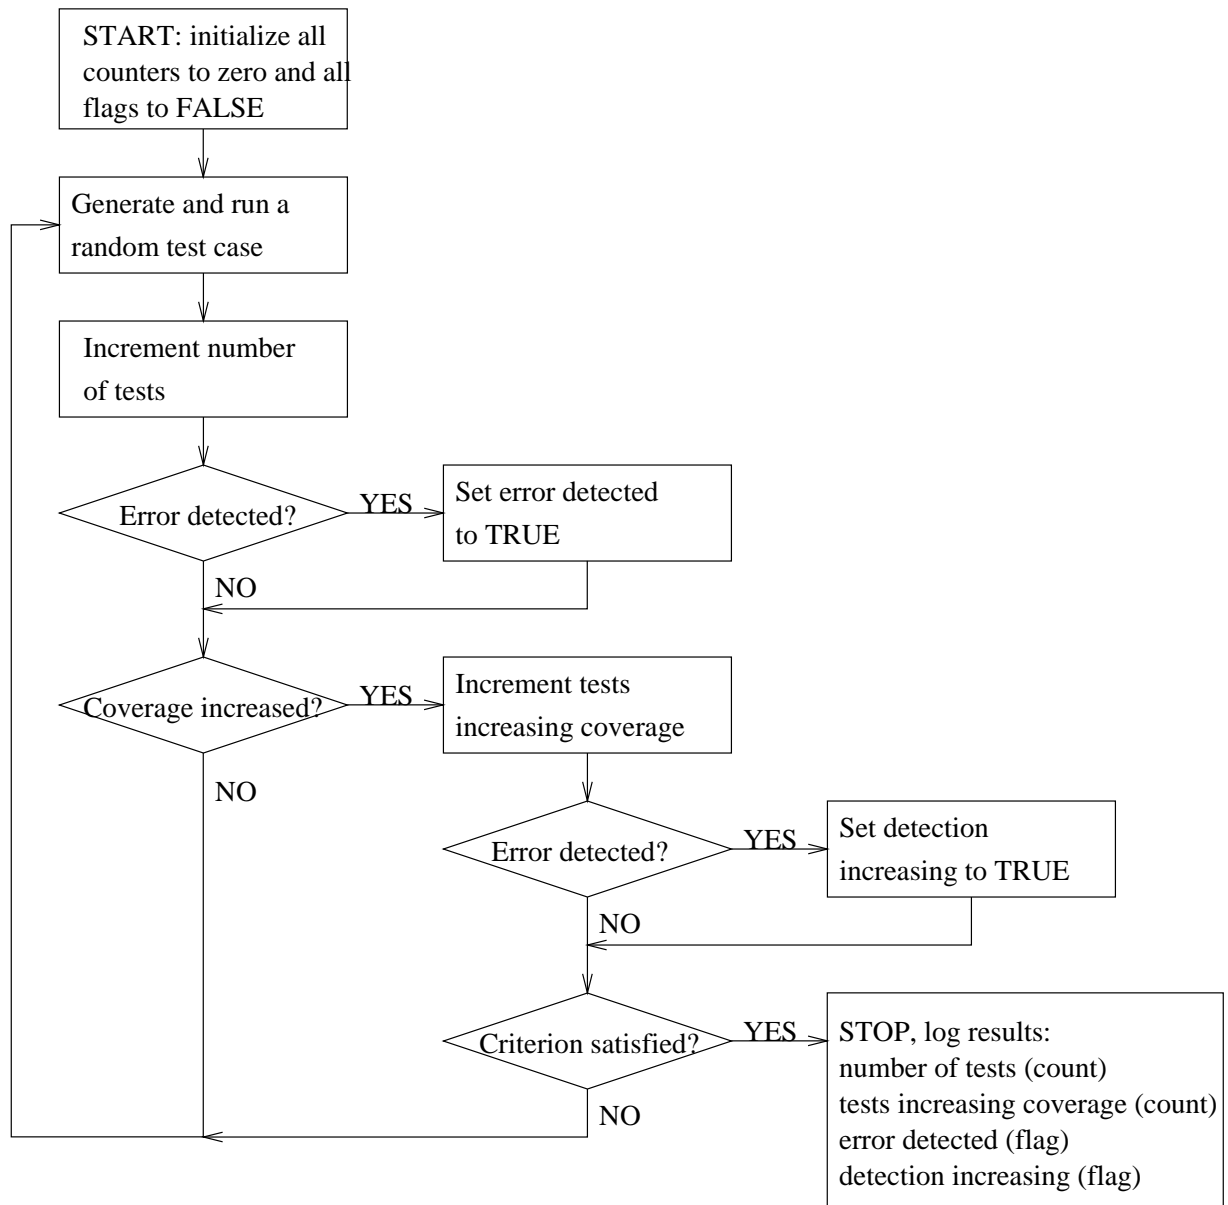 START: initialize all
counters to zero and all
flags to FALSE
Generate and run a
random test case
Increment number
of tests
Error detected?
YES
Set error detected
to TRUE
NO
Coverage increased?
YES
Increment tests
increasing coverage
NO
Error detected?
YES
Set detection
increasing to TRUE
NO
Criterion satisfied?
YES
STOP, log results:
number of tests (count)
tests increasing coverage (count)
error detected (flag)
detection increasing (flag)
NO